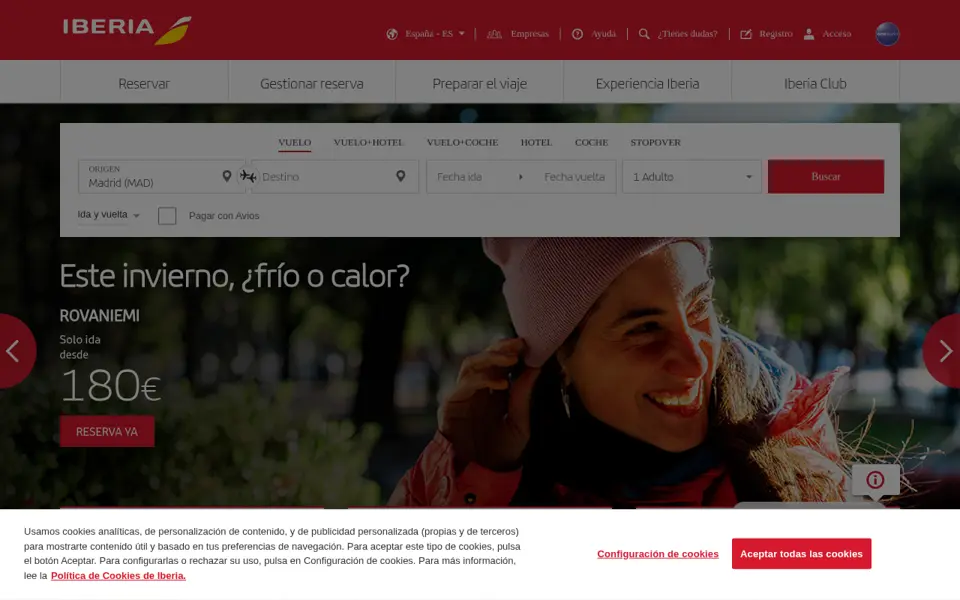 IBERIA
España - ES
Empresas
Ayuda
¿Tienes dudas?
Registro
Acceso
Reservar
Gestionar reserva
Preparar el viaje
Experiencia Iberia
Iberia Club
VUELO
VUELO+HOTEL
VUELO+COCHE
HOTEL
COCHE
STOPOVER
ORIGEN
Madrid (MAD)
Destino
Fecha ida
Fecha vuelta
1 Adulto
Buscar
Ida y vuelta
Pagar con Avios
Este invierno, ¿frío o calor?
ROVANIEMI
Solo ida
desde
180€
RESERVA YA
Usamos cookies analíticas, de personalización de contenido, y de publicidad personalizada (propias y de terceros)
para mostrarte contenido útil y basado en tus preferencias de navegación. Para aceptar este tipo de cookies, pulsa
el botón Aceptar. Para configurarlas o rechazar su uso, pulsa en Configuración de cookies. Para más información,
lee la Política de Cookies de Iberia.
Configuración de cookies
Aceptar todas las cookies